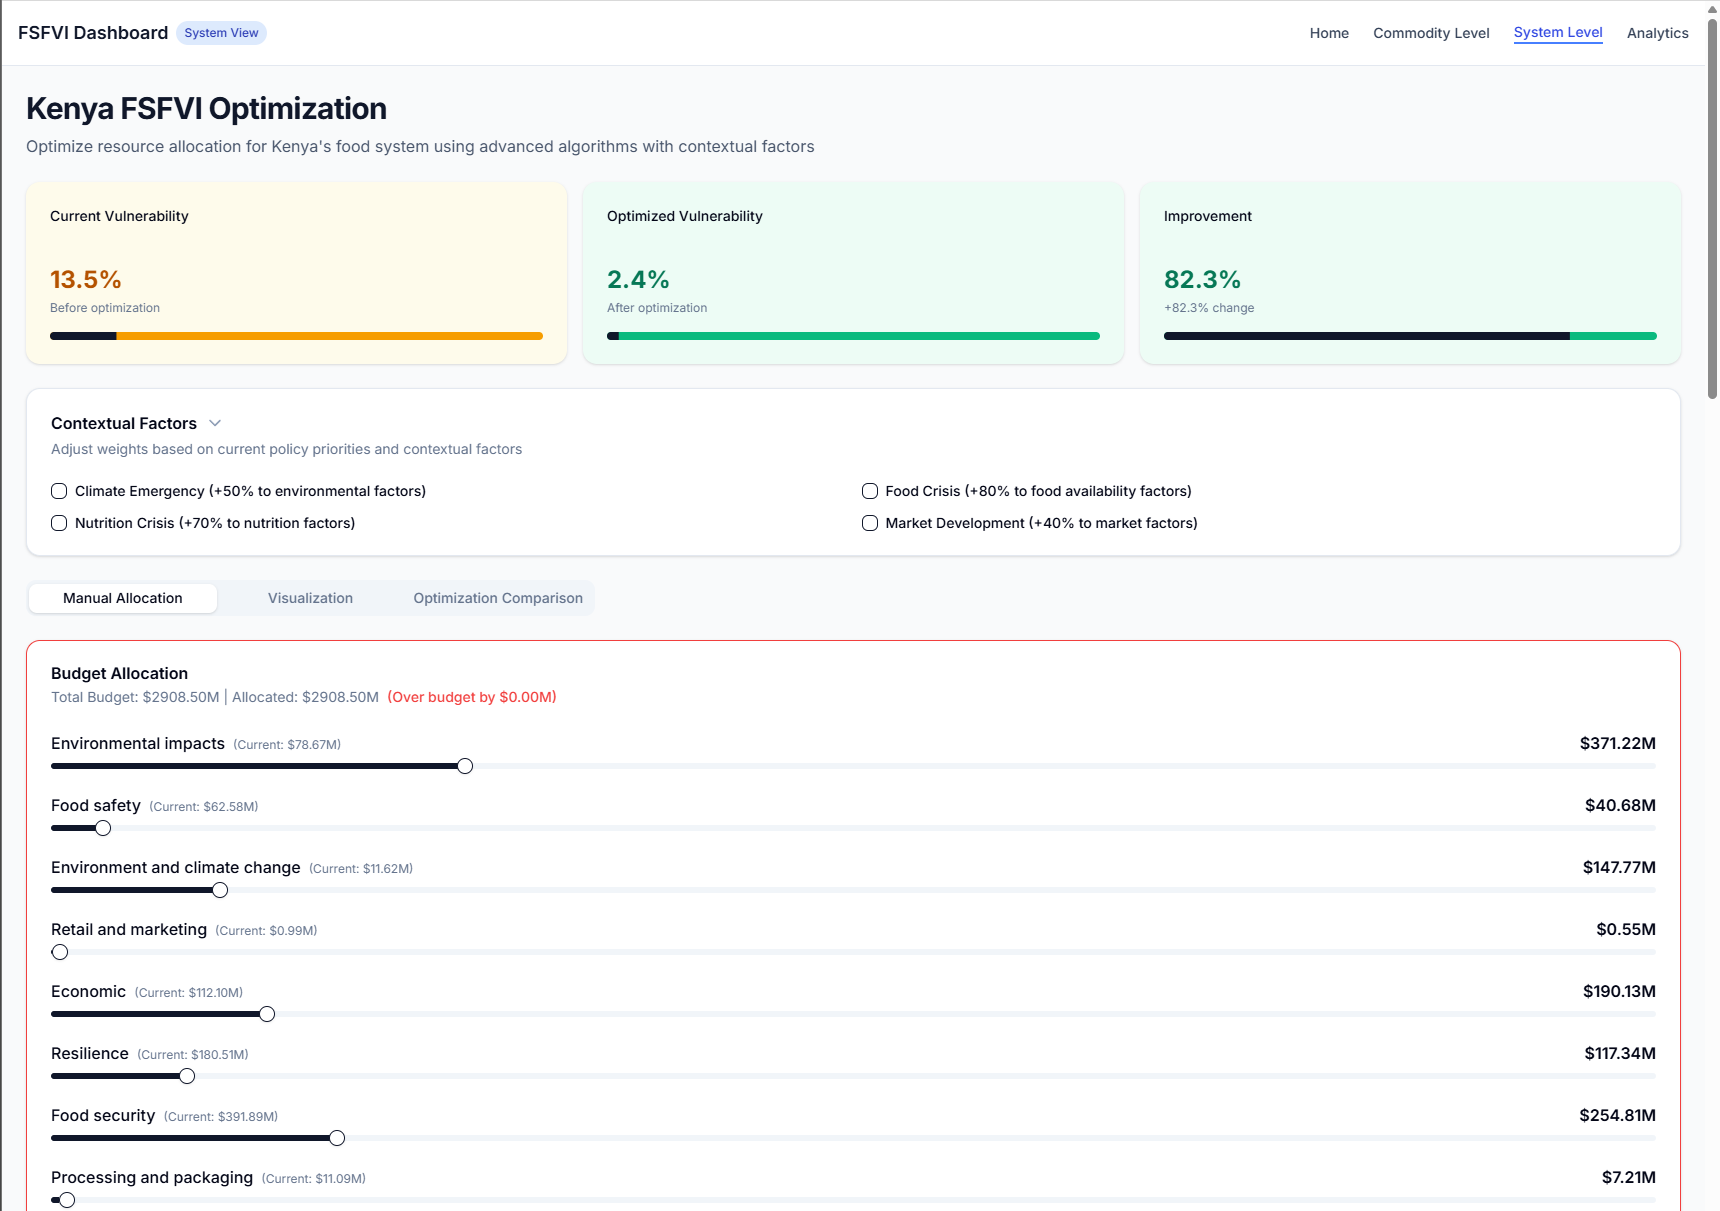 FSFVI Dashboard System View Home Commodity Level System Level Analytics
Kenya FSFVI Optimization
Optimize resource allocation for Kenya's food system using advanced algorithms with contextual factors
Current Vulnerability
13.5%
Before optimization
Optimized Vulnerability
2.4%
After optimization
Improvement
82.3%
+82.3% change
Contextual Factors
Adjust weights based on current policy priorities and contextual factors
Climate Emergency (+50% to environmental factors)
Food Crisis (+80% to food availability factors)
Nutrition Crisis (+70% to nutrition factors)
Market Development (+40% to market factors)
Manual Allocation Visualization Optimization Comparison
Budget Allocation
Total Budget: $2908.50M | Allocated: $2908.50M (Over budget by $0.00M)
Environmental impacts (Current: $78.67M) $371.22M
Food safety (Current: $62.58M) $40.68M
Environment and climate change (Current: $11.62M) $147.77M
Retail and marketing (Current: $0.99M) $0.55M
Economic (Current: $112.10M) $190.13M
Resilience (Current: $180.51M) $117.34M
Food security (Current: $391.89M) $254.81M
Processing and packaging (Current: $11.09M) $7.21M